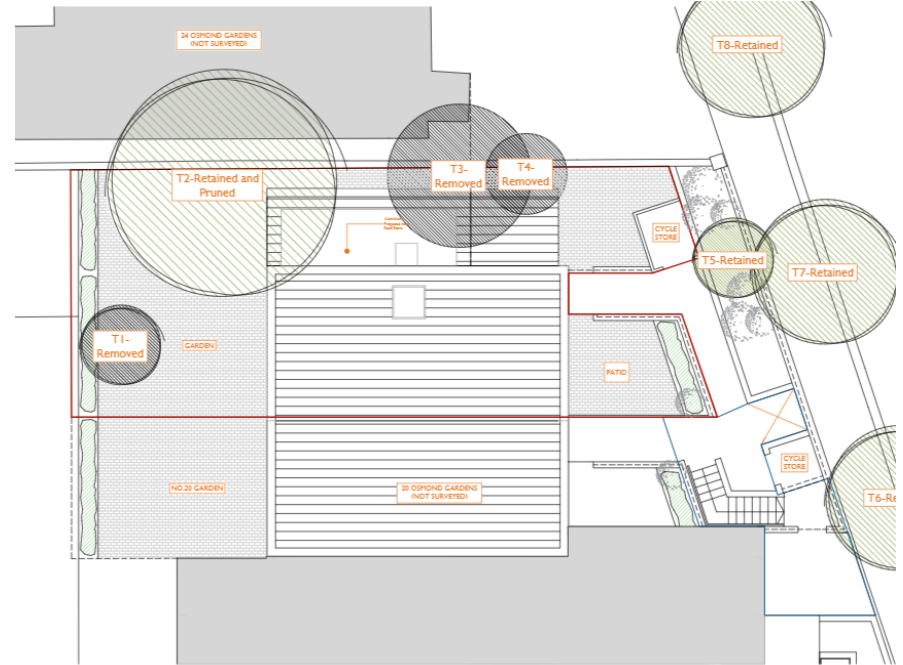 24 OSMOND GARDENS
(NOT SURVEYED)
T8-Retained
T2-Retained and
Pruned
T3-
Removed
T4-
Removed
CYCLE
STORE
T5-Retained
T7-Retained
T1-
Removed
GARDEN
PATIO
CYCLE
STORE
NO.20 GARDEN
20 OSMOND GARDENS
(NOT SURVEYED)
T6-Re